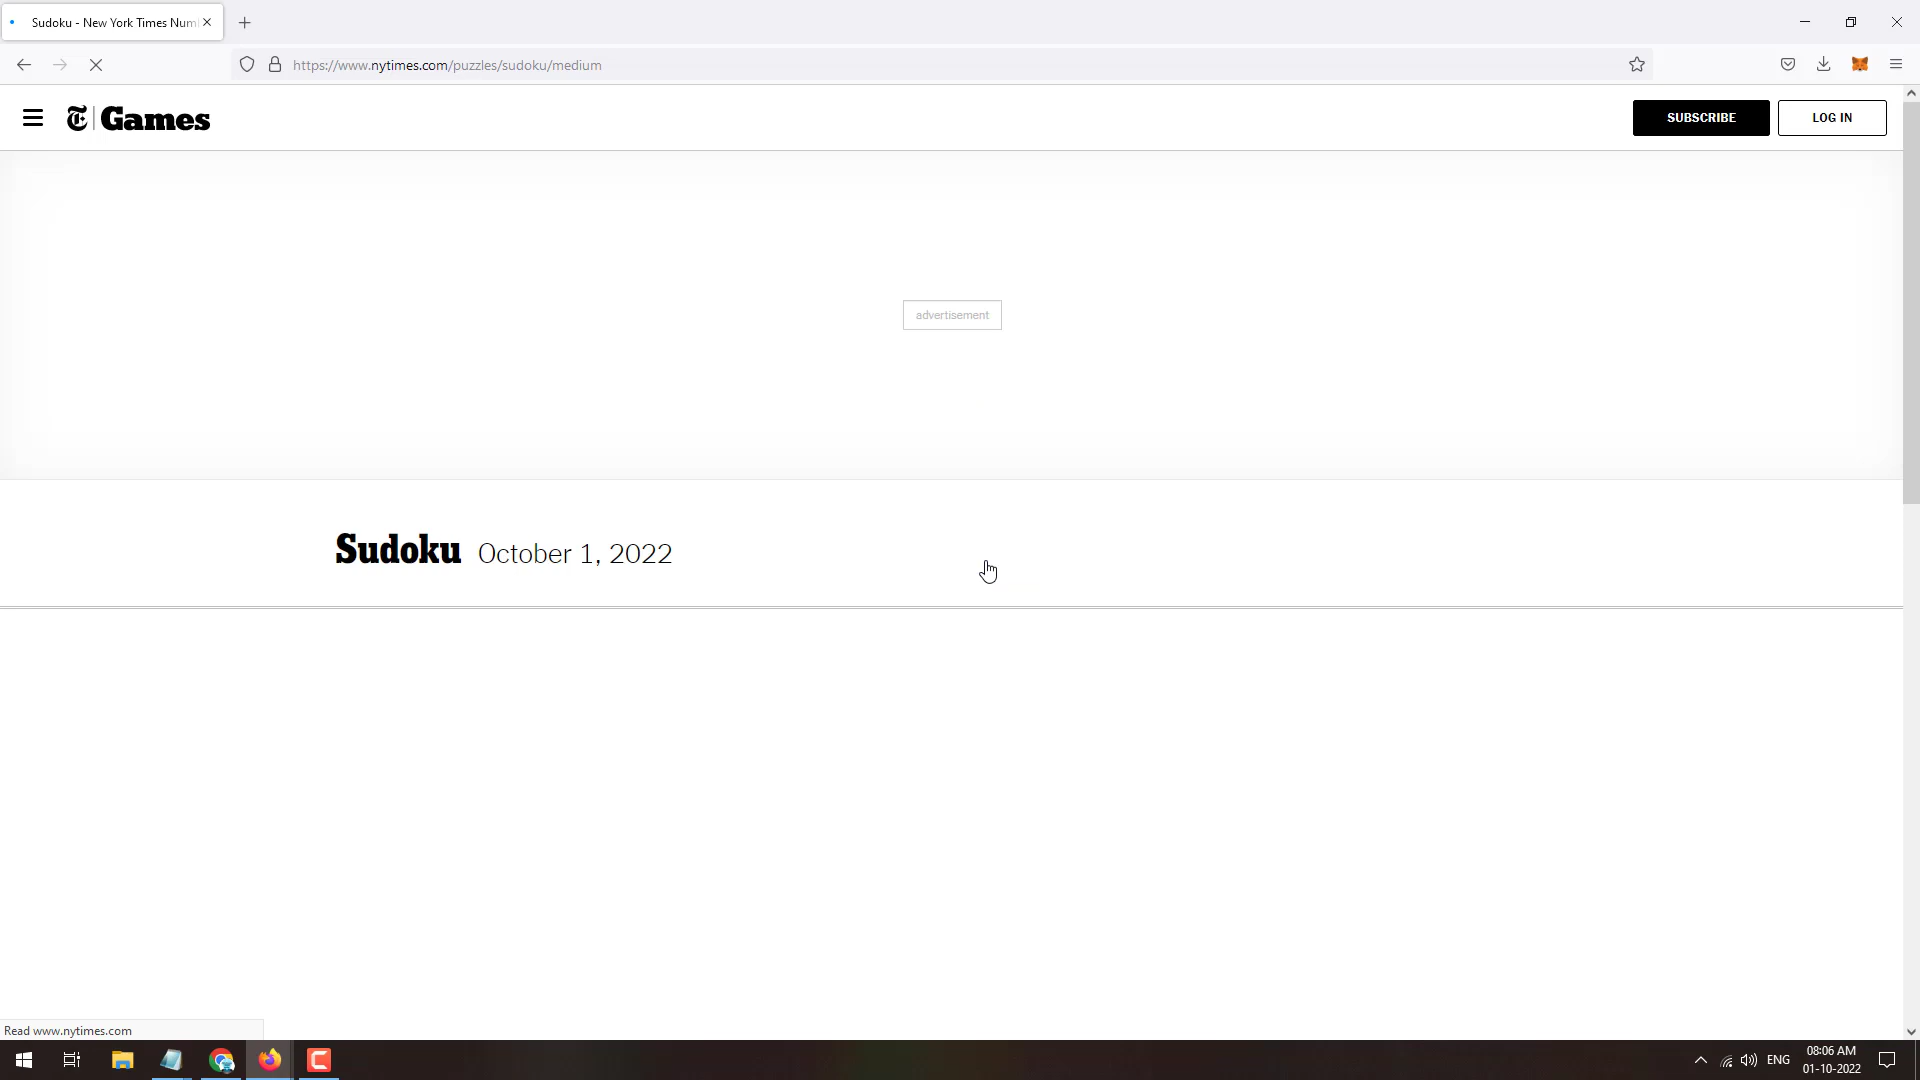 Sudoku - New York Times Num
https://www.nytimes.com/puzzles/sudoku/medium
T Games
SUBSCRIBE
LOG IN
advertisement
Sudoku October 1, 2022
Read www.nytimes.com
ENG
08:06 AM
01-10-2022